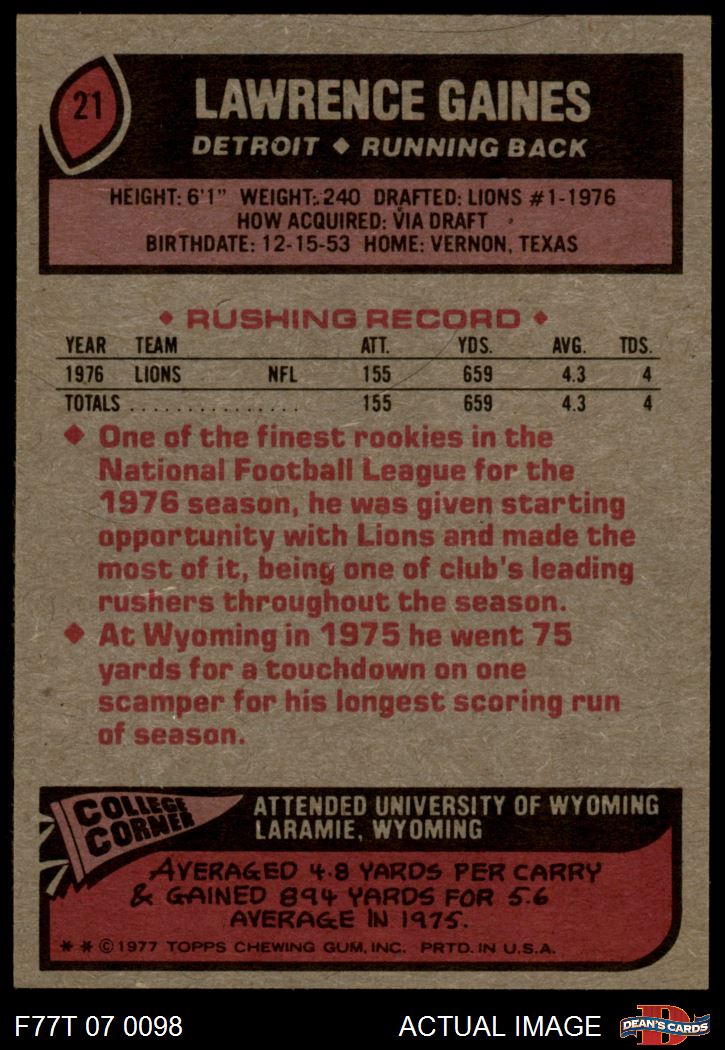 21
LAWRENCE GAINES
DETROIT ◆ RUNNING BACK
HEIGHT: 6'1" WEIGHT: 240 DRAFTED: LIONS #1-1976
HOW ACQUIRED: VIA DRAFT
BIRTHDATE: 12-15-53 HOME: VERNON, TEXAS
◆ RUSHING RECORD ◆
YEAR TEAM ATT. YDS. AVG. TDS.
1976 LIONS NFL 155 659 4.3 4
TOTALS . . . . . . . . . . . . . . . 155 659 4.3 4
◆ One of the finest rookies in the
National Football League for the
1976 season, he was given starting
opportunity with Lions and made the
most of it, being one of club's leading
rushers throughout the season.
◆ At Wyoming in 1975 he went 75
yards for a touchdown on one
scamper for his longest scoring run
of season.
COLLEGE
CORNER
ATTENDED UNIVERSITY OF WYOMING
LARAMIE, WYOMING
AVERAGED 4.8 YARDS PER CARRY
& GAINED 894 YARDS FOR 5.6
AVERAGE IN 1975.
* * © 1977 TOPPS CHEWING GUM, INC. PRTD. IN U.S.A.
F77T 07 0098 ACTUAL IMAGE D DEAN'S CARDS